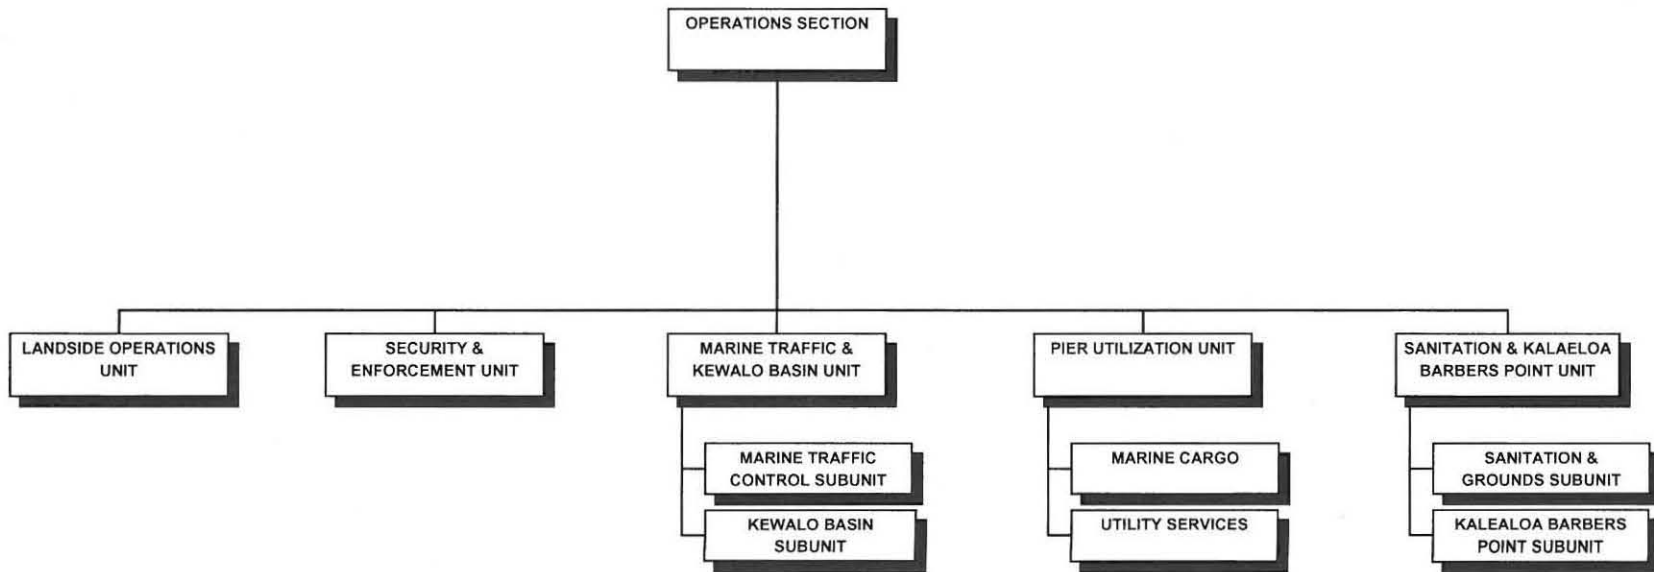 OPERATIONS SECTION
LANDSIDE OPERATIONS
UNIT
SECURITY &
ENFORCEMENT UNIT
MARINE TRAFFIC &
KEWALO BASIN UNIT
PIER UTILIZATION UNIT
SANITATION & KALAELOA
BARBERS POINT UNIT
MARINE TRAFFIC
CONTROL SUBUNIT
MARINE CARGO
SANITATION &
GROUNDS SUBUNIT
KEWALO BASIN
SUBUNIT
UTILITY SERVICES
KALEALOA BARBERS
POINT SUBUNIT